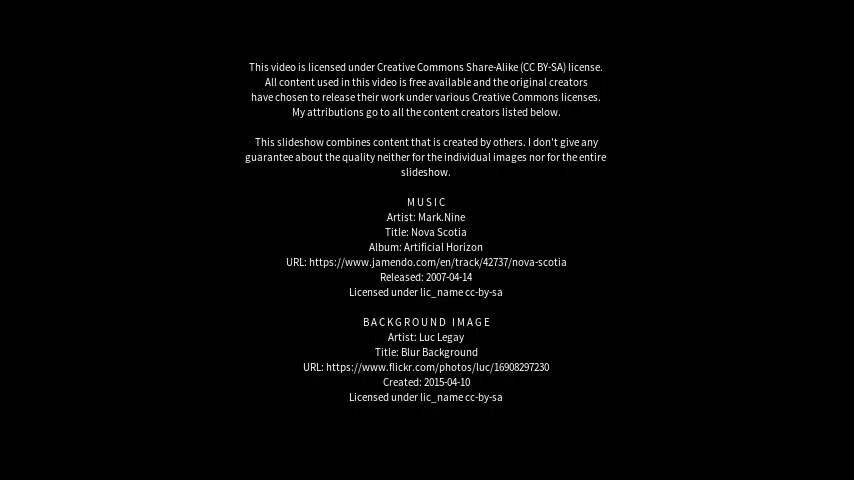 This video is licensed under Creative Commons Share-Alike (CC BY-SA) license.
All content used in this video is free available and the original creators
have chosen to release their work under various Creative Commons licenses.
My attributions go to all the content creators listed below.
This slideshow combines content that is created by others. I don't give any
guarantee about the quality neither for the individual images nor for the entire
slideshow.
M U S I C
Artist: Mark.Nine
Title: Nova Scotia
Album: Artificial Horizon
URL: https://www.jamendo.com/en/track/42737/nova-scotia
Released: 2007-04-14
Licensed under lic_name cc-by-sa
B A C K G R O U N D  I M A G E
Artist: Luc Legay
Title: Blur Background
URL: https://www.flickr.com/photos/luc/16908297230
Created: 2015-04-10
Licensed under lic_name cc-by-sa